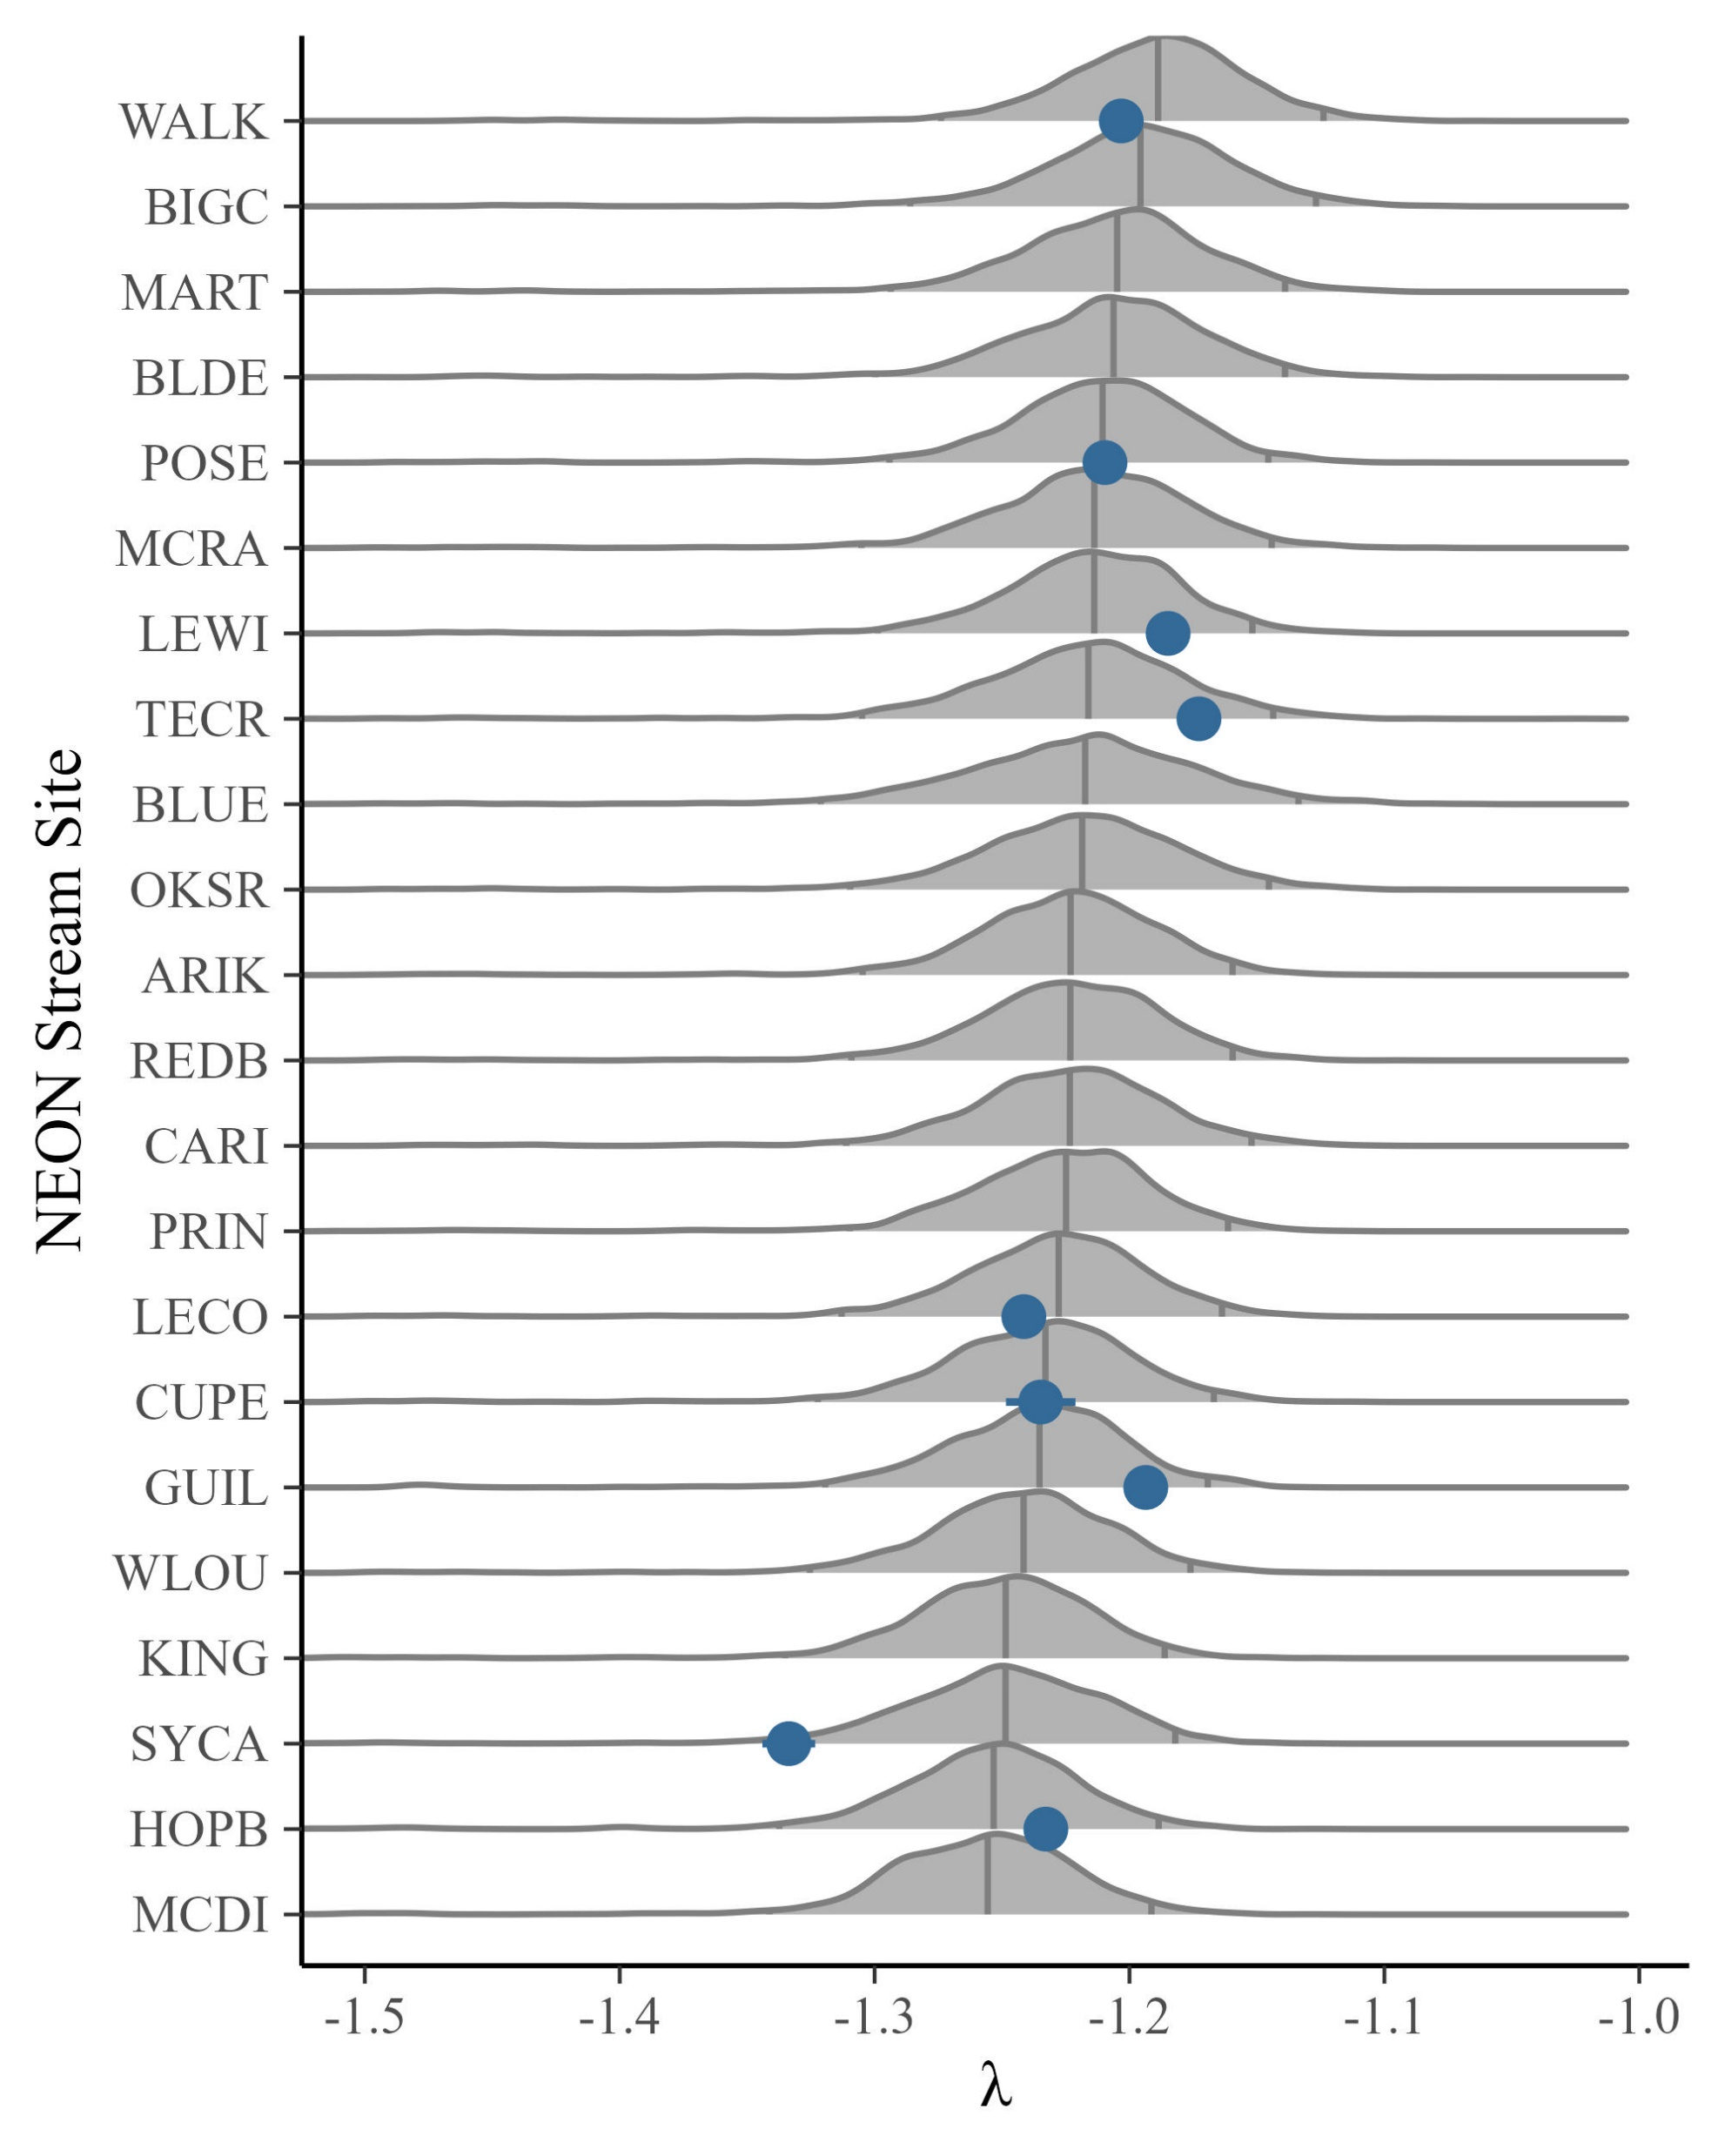 NEON Stream Site
WALK
BIGC
MART
BLDE
POSE
MCRA
LEWI
TECR
BLUE
OKSR
ARIK
REDB
CARI
PRIN
LECO
CUPE
GUIL
WLOU
KING
SYCA
HOPB
MCDI
-1.5 -1.4 -1.3 -1.2 -1.1 -1.0
λ